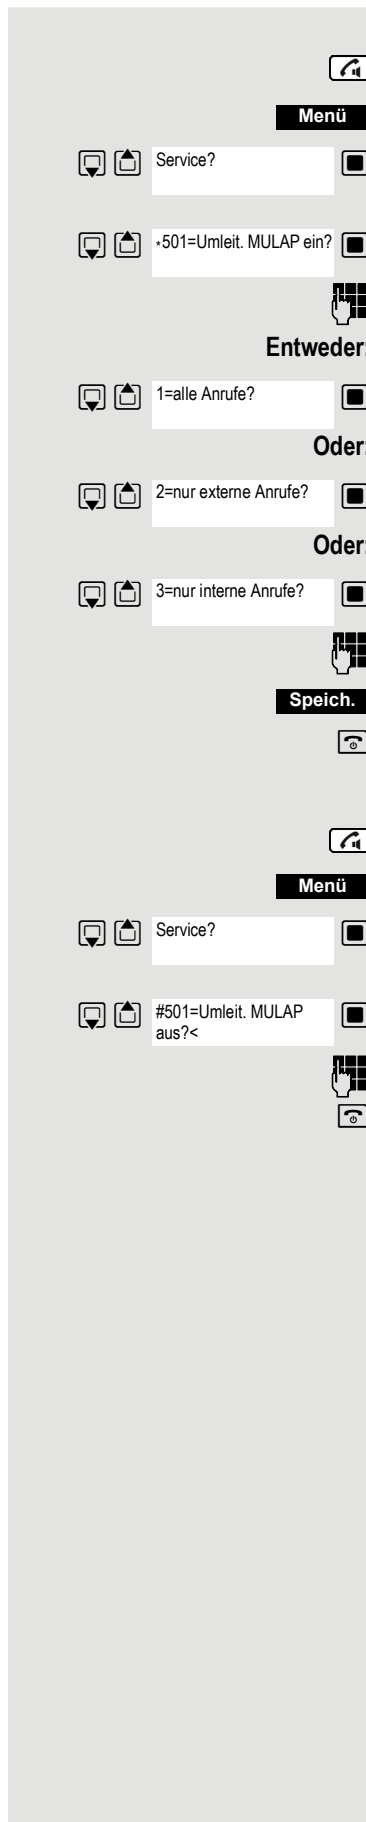 Menü
Service?
*501=Umleit. MULAP ein?
Entweder:
1=alle Anrufe?
Oder:
2=nur externe Anrufe?
Oder:
3=nur interne Anrufe?
Speich.
Menü
Service?
#501=Umleit. MULAP
aus?<